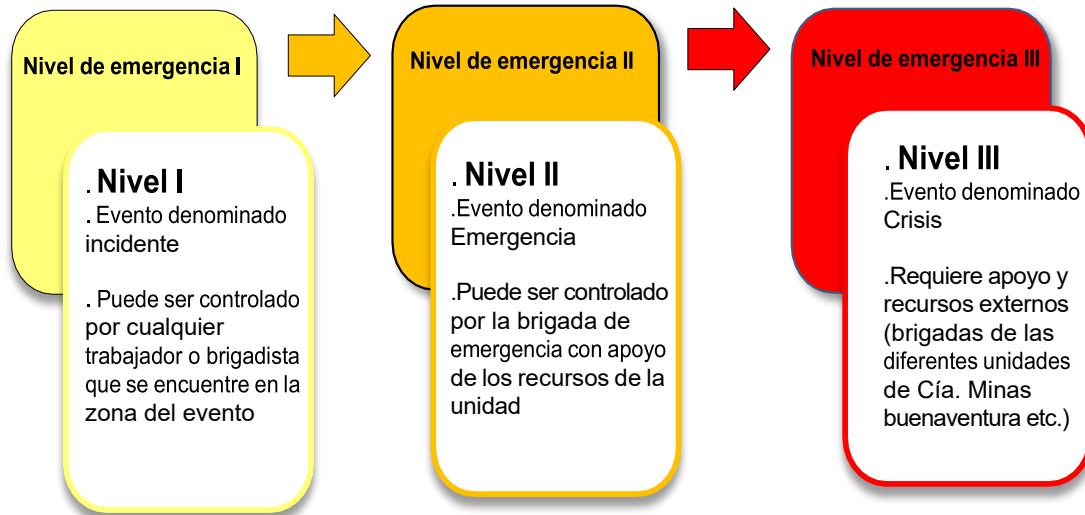 Nivel de emergencia I
. Nivel I
. Evento denominado
incidente
. Puede ser controlado
por cualquier
trabajador o brigadista
que se encuentre en la
zona del evento
Nivel de emergencia II
. Nivel II
.Evento denominado
Emergencia
.Puede ser controlado
por la brigada de
emergencia con apoyo
de los recursos de la
unidad
Nivel de emergencia III
. Nivel III
.Evento denominado
Crisis
.Requiere apoyo y
recursos externos
(brigadas de las
diferentes unidades
de Cía. Minas
buenaventura etc.)